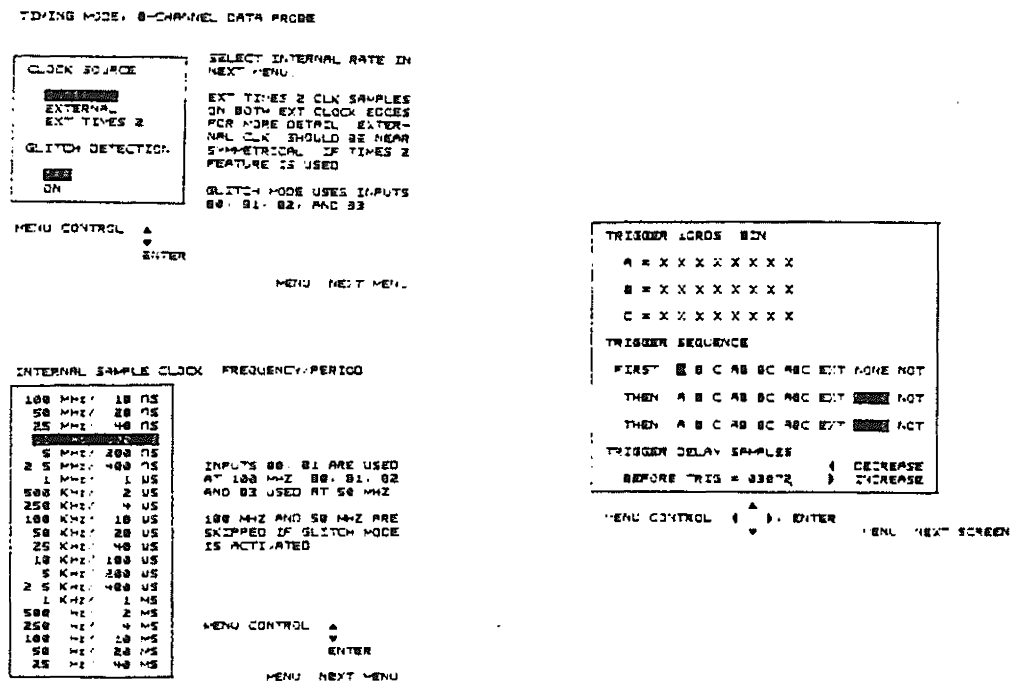 TIMING MODE, 8-CHANNEL DATA PROBE
CLOCK SOURCE
EXTERNAL
EXT TIMES 2
GLITCH DETECTION
ON
SELECT INTERNAL RATE IN
NEXT MENU.
EXT TIMES 2 CLK SAMPLES
ON BOTH EXT CLOCK EDGES
FOR MORE DETAIL EXTER-
NAL CLK SHOULD BE NEAR
SYMMETRICAL IF TIMES 2
FEATURE IS USED
GLITCH MODE USES INPUTS
B0, B1, B2, AND B3
MENU CONTROL ▲
▼
ENTER
MENU NEXT MENU
INTERNAL SAMPLE CLOCK FREQUENCY/PERIOD
100 MHZ/ 10 nS
50 MHZ/ 20 nS
25 MHZ/ 40 nS
5 MHZ/ 200 nS
2 5 MHZ/ 400 nS
1 MHZ/ 1 US
500 KHZ/ 2 US
250 KHZ/ 4 US
100 KHZ/ 10 US
50 KHZ/ 20 US
25 KHZ/ 40 US
10 KHZ/ 100 US
5 KHZ/ 200 US
2 5 KHZ/ 400 US
1 KHZ/ 1 MS
500 HZ/ 2 MS
250 HZ/ 4 MS
100 HZ/ 10 MS
50 HZ/ 20 MS
25 HZ/ 40 MS
INPUTS B0, B1 ARE USED
AT 100 MHZ B0, B1, B2
AND B3 USED AT 50 MHZ
100 MHZ AND 50 MHZ ARE
SKIPPED IF GLITCH MODE
IS ACTIVATED
MENU CONTROL ▲
▼
ENTER
MENU NEXT MENU
TRIGGER WORDS BIN
A = X X X X X X X X
B = X X X X X X X X
C = X X X X X X X X
TRIGGER SEQUENCE
FIRST A B C AB BC ABC EXT NONE NOT
THEN A B C AB BC ABC EXT NOT
THEN A B C AB BC ABC EXT NOT
TRIGGER DELAY SAMPLES
BEFORE TRIG = 03072
◀ DECREASE
▶ INCREASE
MENU CONTROL ◀ ▶, ENTER
▲
▼
MENU NEXT SCREEN